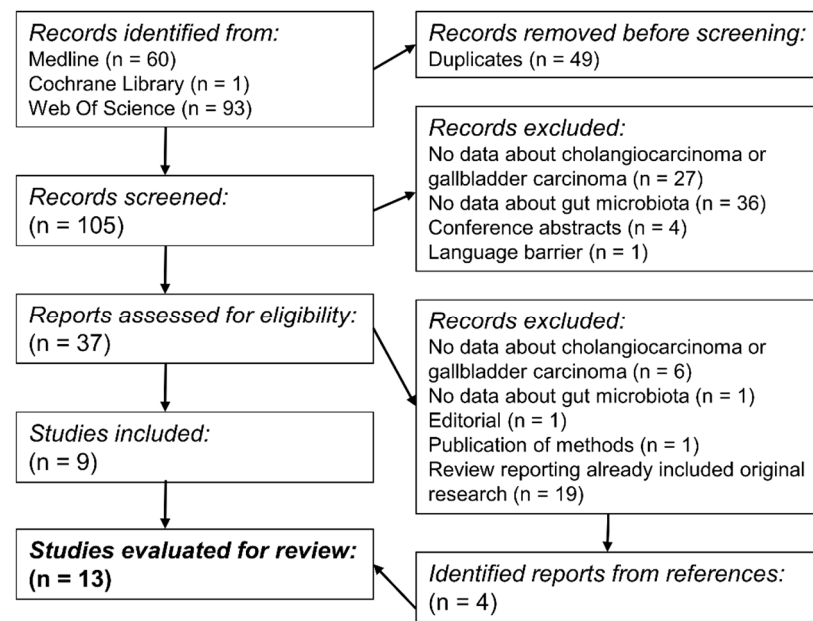 Records identified from:
Medline (n = 60)
Cochrane Library (n = 1)
Web Of Science (n = 93)
Records removed before screening:
Duplicates (n = 49)
Records screened:
(n = 105)
Records excluded:
No data about cholangiocarcinoma or
gallbladder carcinoma (n = 27)
No data about gut microbiota (n = 36)
Conference abstracts (n = 4)
Language barrier (n = 1)
Reports assessed for eligibility:
(n = 37)
Records excluded:
No data about cholangiocarcinoma or
gallbladder carcinoma (n = 6)
No data about gut microbiota (n = 1)
Editorial (n = 1)
Publication of methods (n = 1)
Review reporting already included original
research (n = 19)
Studies included:
(n = 9)
Identified reports from references:
(n = 4)
Studies evaluated for review:
(n = 13)